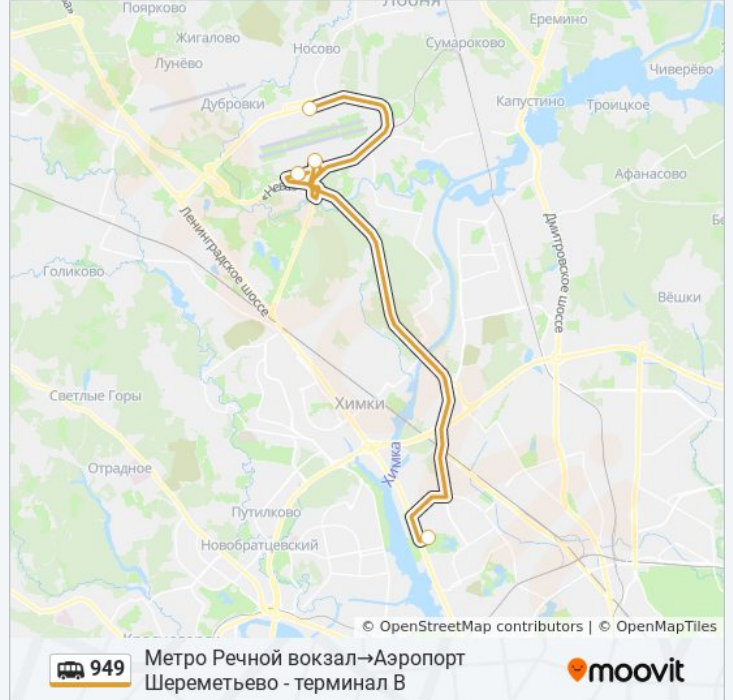 Лобня
Поярково
Еремино
Жигалово
Носово
Сумароково
Лунёво
Чиверёво
Дубровки
Капустино
Троицкое
Афанасово
Ленинградское шоссе
Дмитровское шоссе
Голиково
Вёшки
Светлые Горы
Химки
Химка
Отрадное
Путилково
Новобратцевский
© OpenStreetMap contributors | © OpenMapTiles
949
Метро Речной вокзал→Аэропорт
Шереметьево - терминал B
moovit